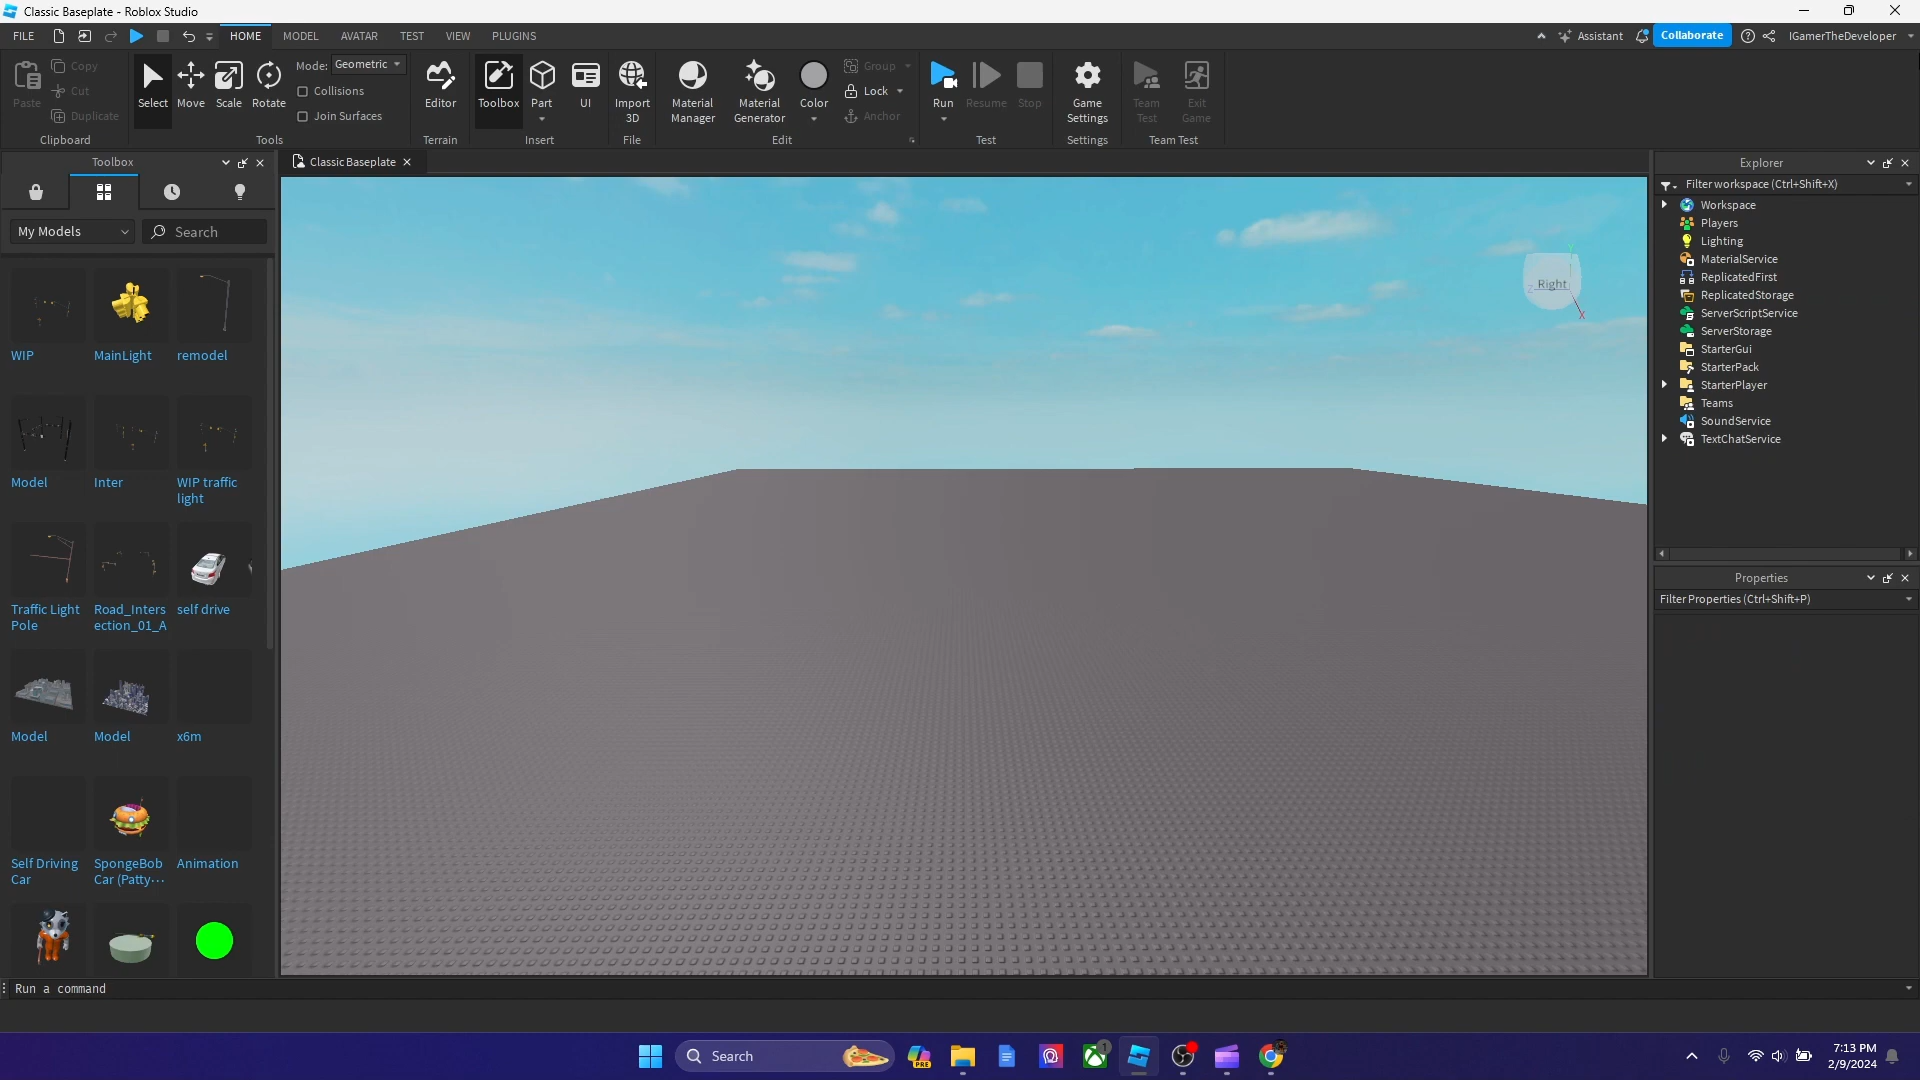 Classic Baseplate - Roblox Studio
FILE
HOME
MODEL
AVATAR
TEST
VIEW
PLUGINS
Assistant
Collaborate
IGamerTheDeveloper
Paste
Copy
Cut
Duplicate
Clipboard
Select
Move
Scale
Rotate
Mode: Geometric
Collisions
Join Surfaces
Tools
Editor
Terrain
Toolbox
Part
UI
Insert
Import
3D
File
Material
Manager
Material
Generator
Color
Group
Lock
Anchor
Edit
Run
Resume
Stop
Test
Game
Settings
Settings
Team
Test
Exit
Game
Team Test
Toolbox
My Models
Search
WIP
MainLight
remodel
Model
Inter
WIP traffic
light
Traffic Light
Pole
Road_Inters
ection_01_A
self drive
Model
Model
x6m
Self Driving
Car
SpongeBob
Car (Patty...
Animation
Classic Baseplate
Y
Right
Z
X
Explorer
Filter workspace (Ctrl+Shift+X)
Workspace
Players
Lighting
MaterialService
ReplicatedFirst
ReplicatedStorage
ServerScriptService
ServerStorage
StarterGui
StarterPack
StarterPlayer
Teams
SoundService
TextChatService
Properties
Filter Properties (Ctrl+Shift+P)
Run a command
Search
PRE
1
7:13 PM
2/9/2024